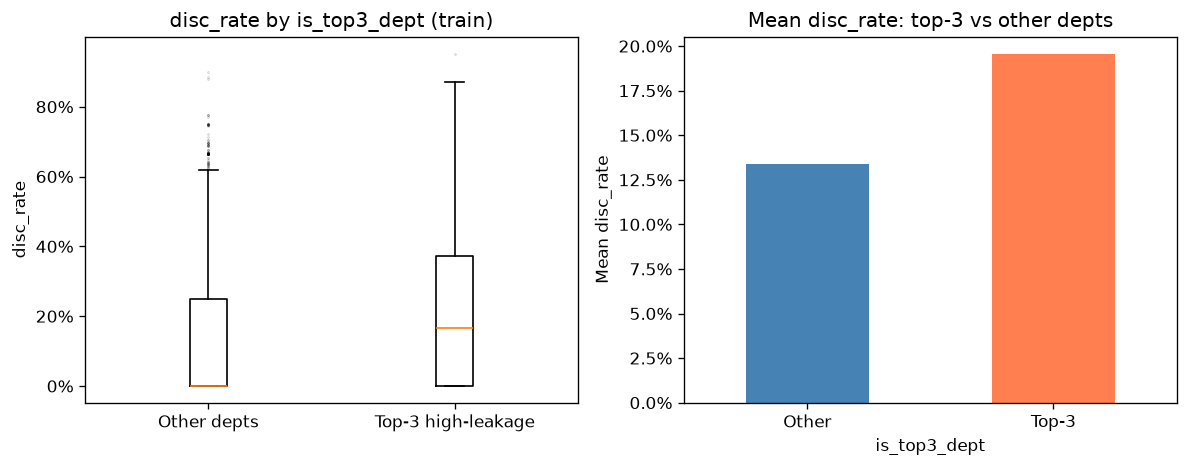 disc_rate by is_top3_dept (train)
disc_rate
80%
60%
40%
20%
0%
Other depts
Top-3 high-leakage
Mean disc_rate: top-3 vs other depts
Mean disc_rate
20.0%
17.5%
15.0%
12.5%
10.0%
7.5%
5.0%
2.5%
0.0%
Other
Top-3
is_top3_dept